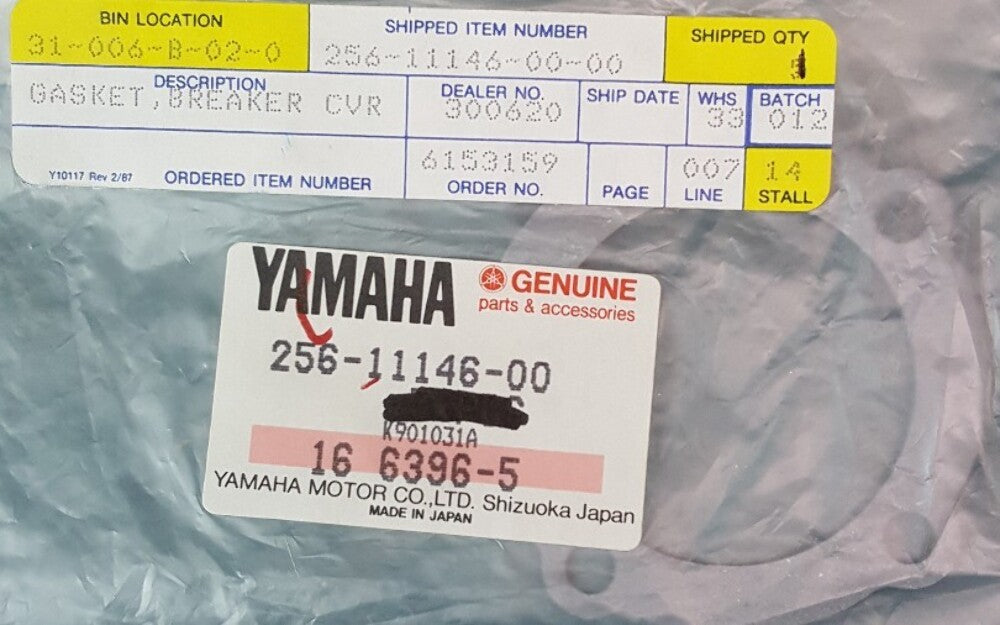 BIN LOCATION SHIPPED ITEM NUMBER SHIPPED QTY
31-006-B-02-0 256-11146-00-00
DESCRIPTION DEALER NO. SHIP DATE WHS BATCH
GASKET,BREAKER CVR 300620 33 012
6153159 007 14
Y10117 Rev 2/87 ORDERED ITEM NUMBER ORDER NO. PAGE LINE STALL
YAMAHA GENUINE
parts & accessories
256-11146-00
K901031A
16 6396-5
YAMAHA MOTOR CO.,LTD. Shizuoka Japan
MADE IN JAPAN